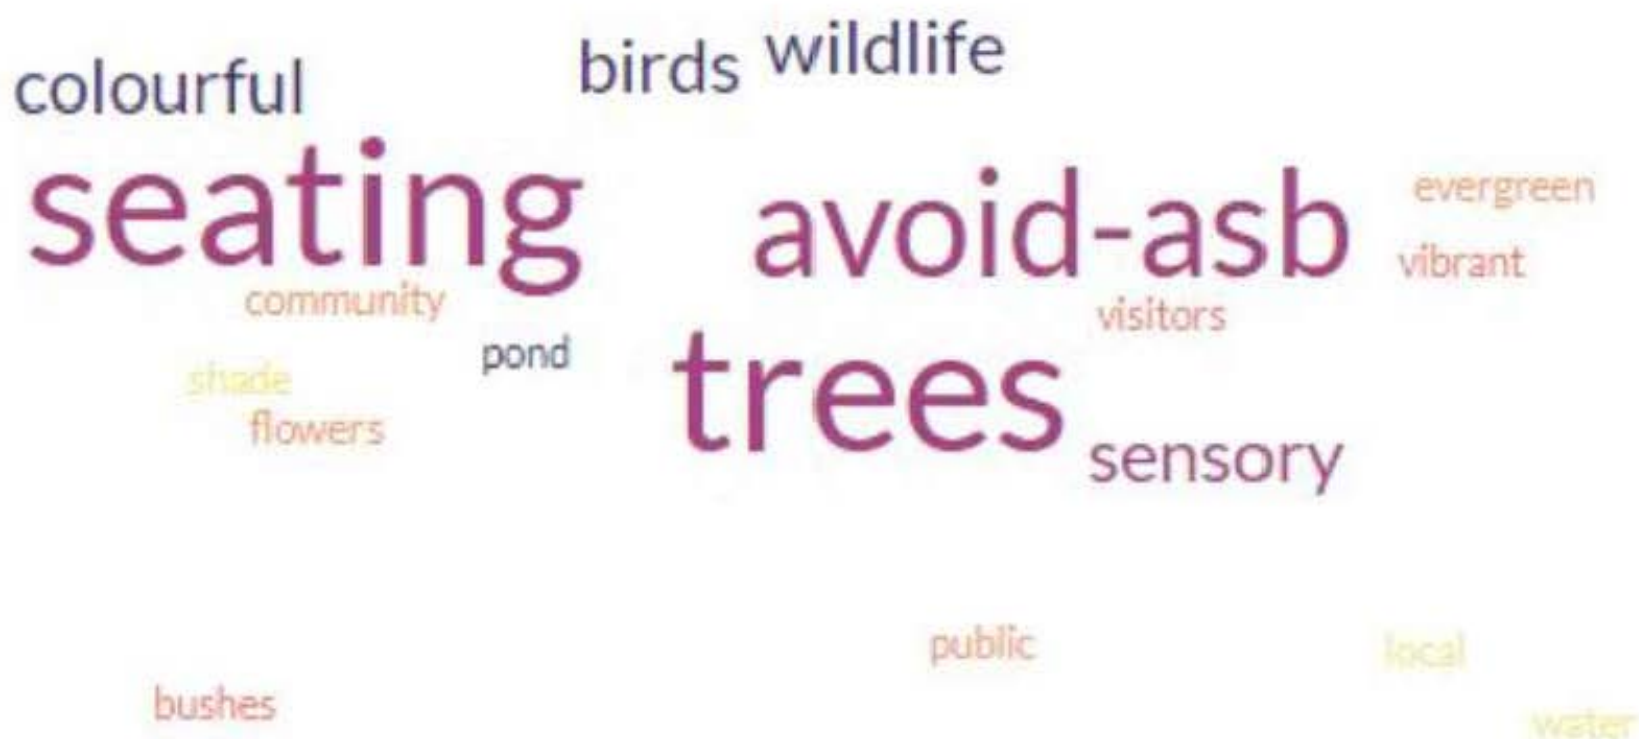 colourful birds wildlife
seating avoid-asb evergreen
vibrant
community visitors
pond trees
shade
flowers sensory
public local
bushes water